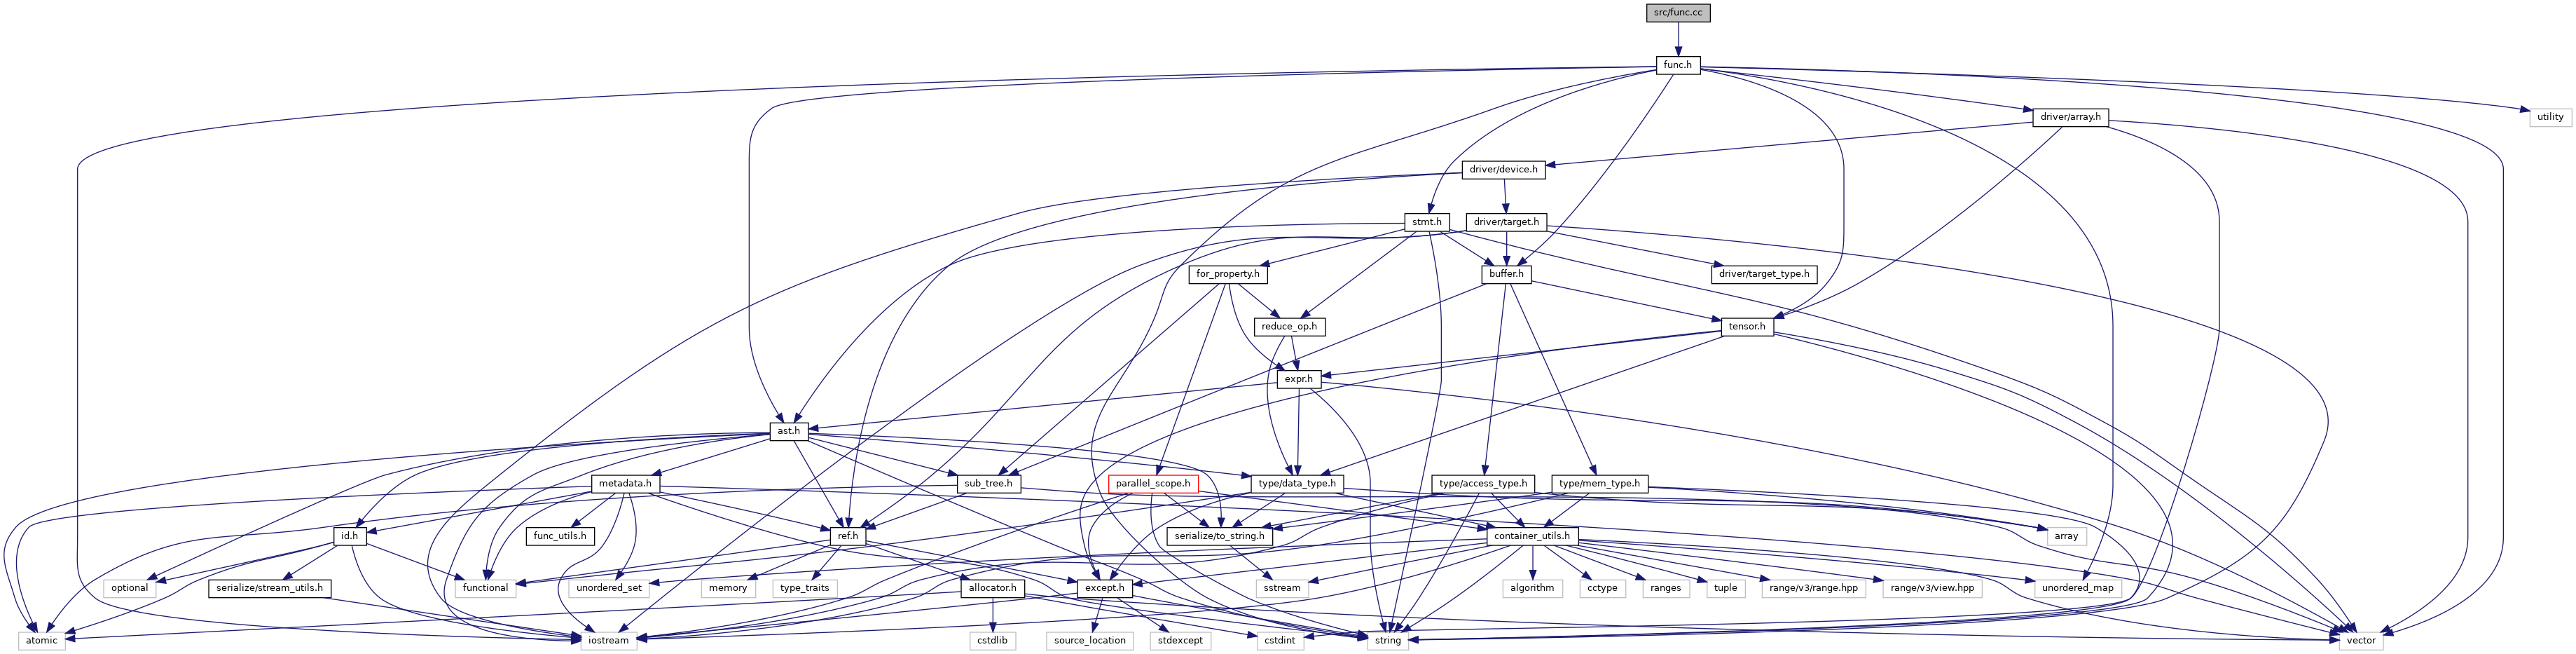 src/func.cc
func.h
driver/array.h
utility
driver/device.h
stmt.h
driver/target.h
for_property.h
buffer.h
driver/target_type.h
reduce_op.h
tensor.h
expr.h
ast.h
metadata.h
sub_tree.h
parallel_scope.h
type/data_type.h
type/access_type.h
type/mem_type.h
id.h
func_utils.h
ref.h
serialize/to_string.h
container_utils.h
array
optional
serialize/stream_utils.h
functional
unordered_set
memory
type_traits
allocator.h
except.h
sstream
algorithm
cctype
ranges
tuple
range/v3/range.hpp
range/v3/view.hpp
unordered_map
atomic
iostream
cstdlib
source_location
stdexcept
cstdint
string
vector